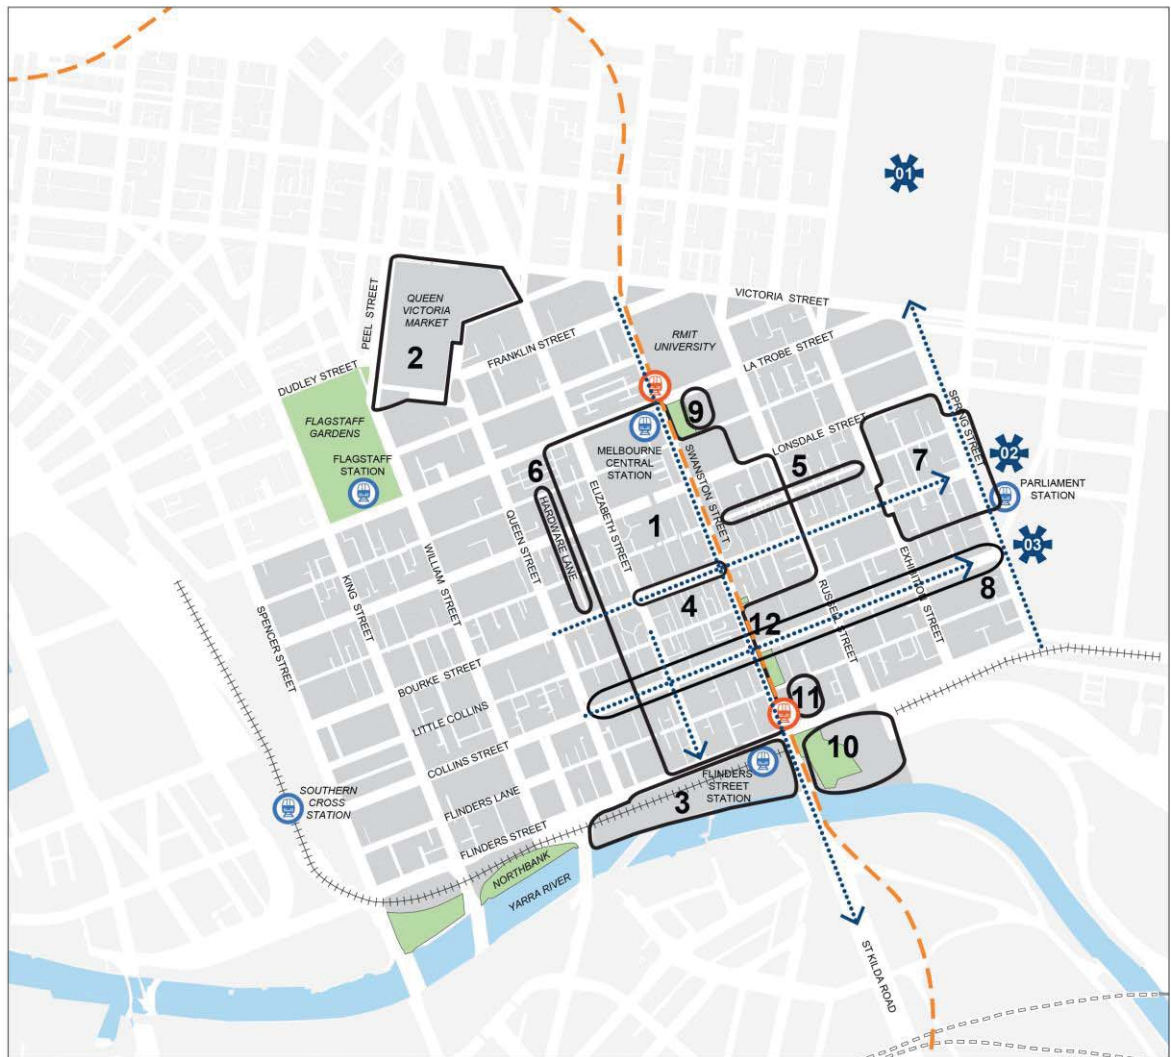 01
VICTORIA STREET
PEEL STREET
QUEEN
VICTORIA
MARKET
2
FRANKLIN STREET
RMIT
UNIVERSITY
LA TROBE STREET
DUDLEY STREET
SPRING STREET
FLAGSTAFF
GARDENS
9
LONSDALE STREET
FLAGSTAFF
STATION
MELBOURNE
CENTRAL
STATION
SWANSTON STREET
5
7
02
6
HARDWARE LANE
ELIZABETH STREET
PARLIAMENT
STATION
QUEEN STREET
1
03
WILLIAM STREET
EXHIBITION STREET
KING STREET
4
RUSSELL STREET
8
SPENCER STREET
12
BOURKE STREET
LITTLE COLLINS
11
COLLINS STREET
10
SOUTHERN
CROSS
STATION
FLINDERS LANE
FLINDERS
STREET
STATION
3
FLINDERS STREET
NORTHBANK
YARRA RIVER
ST KILDA ROAD